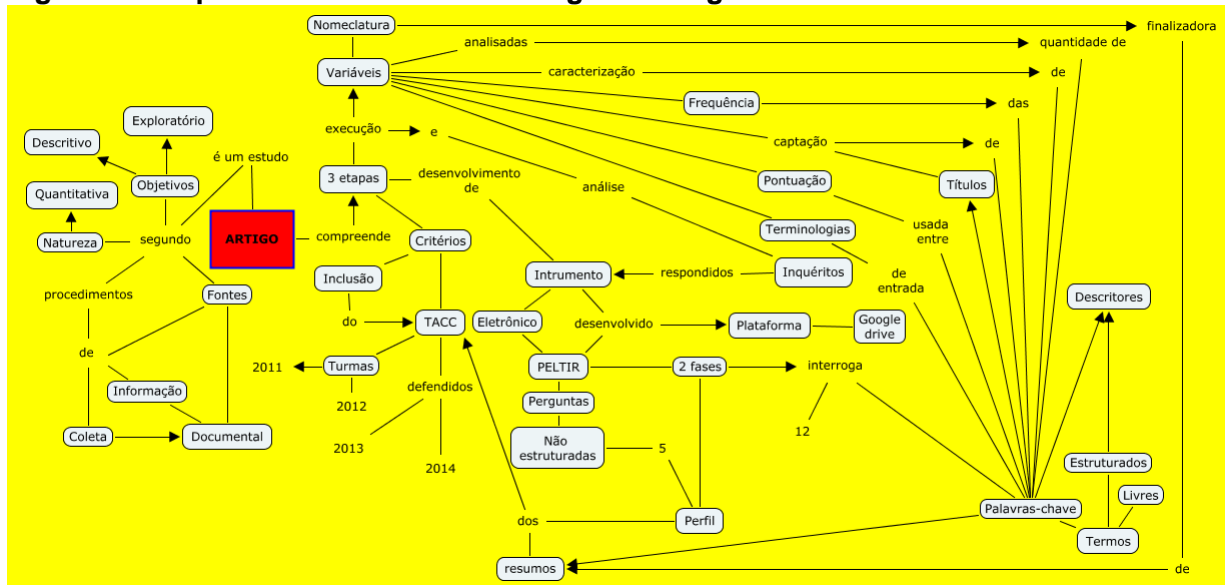 Nomeclatura
finalizadora
analisadas
quantidade de
Variáveis
caracterização
de
Frequência
das
Exploratório
execução
e
Descritivo
captação
de
é um estudo
3 etapas
desenvolvimento
de
análise
Pontuação
Títulos
Quantitativa
Objetivos
Natureza
segundo
ARTIGO
compreende
Critérios
Terminologias
usada
entre
Inclusão
Intrumento
respondidos
Inquéritos
de
entrada
procedimentos
Fontes
Descritores
do
TACC
Eletrônico
desenvolvido
Plataforma
Google
drive
de
2011
Turmas
PELTIR
2 fases
interroga
Informação
2012
defendidos
Perguntas
12
Coleta
Documental
2013
2014
Não
estruturadas
5
Estruturados
Livres
dos
Perfil
Palavras-chave
Termos
resumos
de